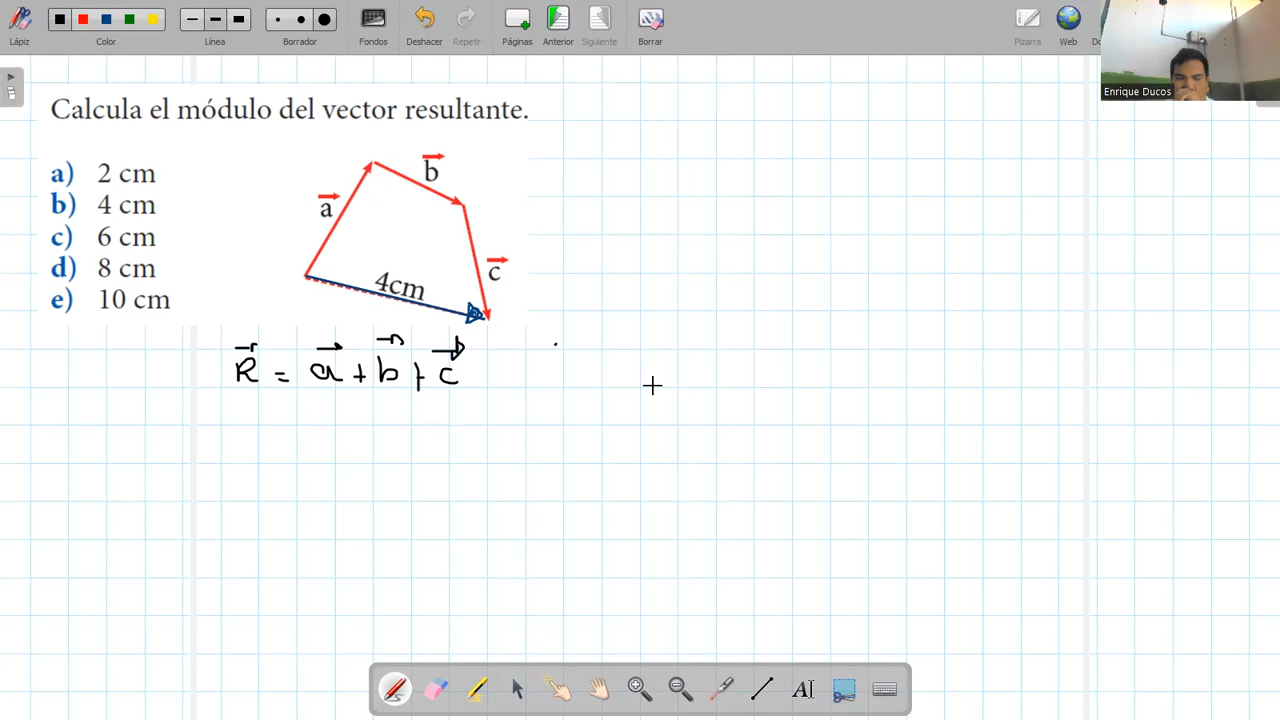 Lápiz Color Línea Borrador Fondos Deshacer Repetir Páginas Anterior Siguiente Borrar Pizarra Web
Enrique Ducos
Calcula el módulo del vector resultante.
a) 2 cm
b) 4 cm
c) 6 cm
d) 8 cm
e) 10 cm
b
a
c
4cm
R = a + b + c